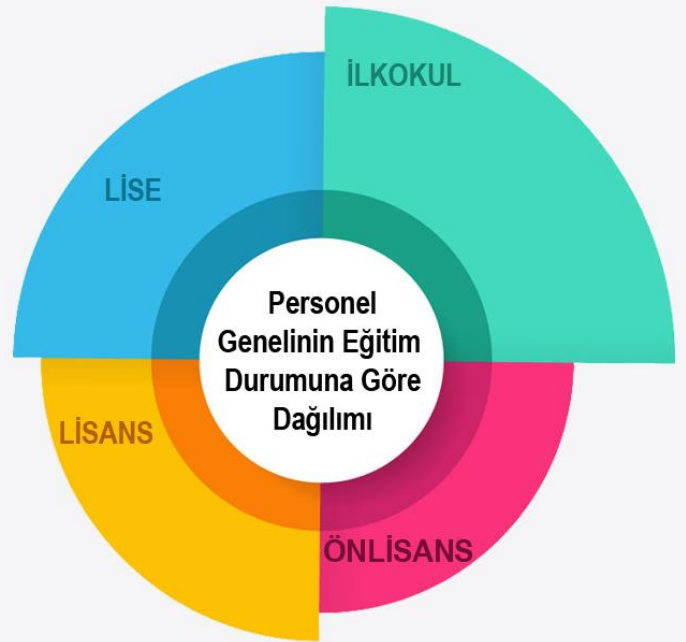 İLKOKUL
LİSE
Personel
Genelinin Eğitim
Durumuna Göre
Dağılımı
LİSANS
ÖNLİSANS